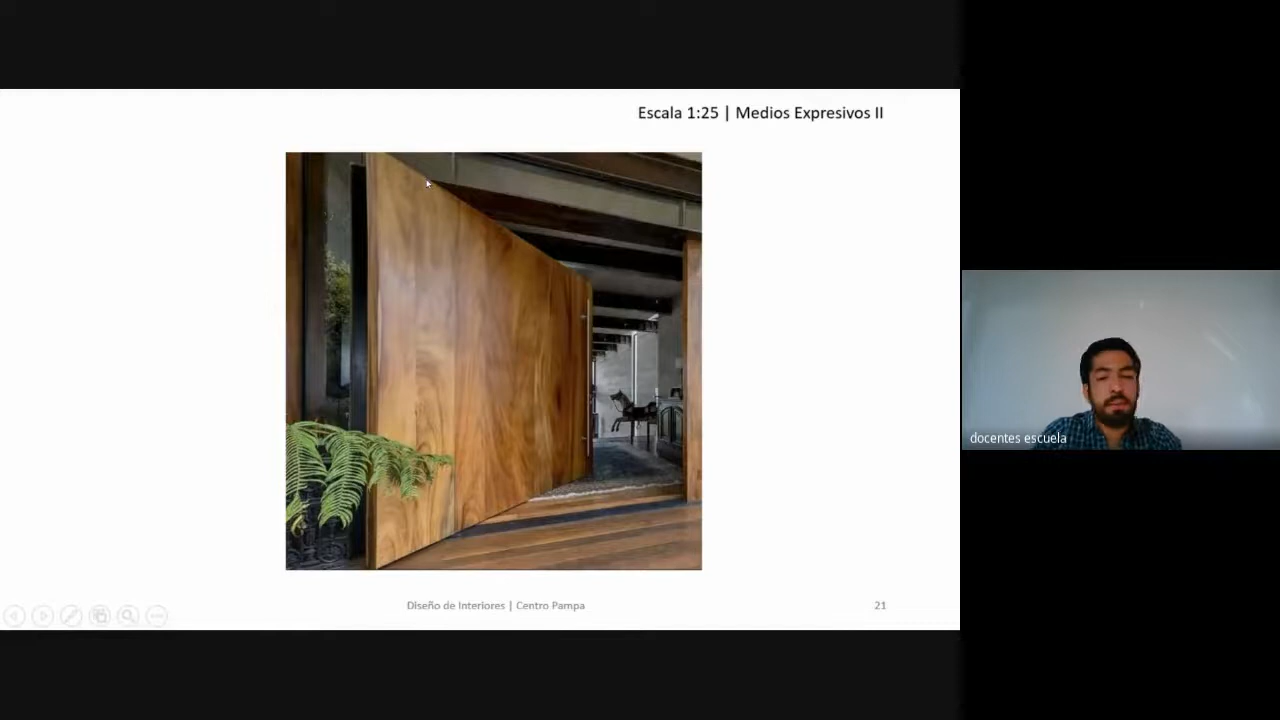 Escala 1:25 | Medios Expresivos II
docentes escuela
Diseño de Interiores | Centro Pampa
21